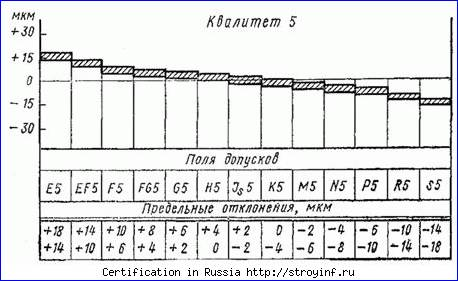 мкм
Квалитет 5
+30
+15
0
-15
-30
Поля допусков
E5 EF5 F5 FG5 G5 H5 Js5 K5 M5 N5 P5 R5 S5
Предельные отклонения, мкм
+18 +14 +10 +8 +6 +4 +2 0 -2 -4 -6 -10 -14
+14 +10 +6 +4 +2 0 -2 -4 -6 -8 -10 -14 -18
Certification in Russia http://stroyinf.ru